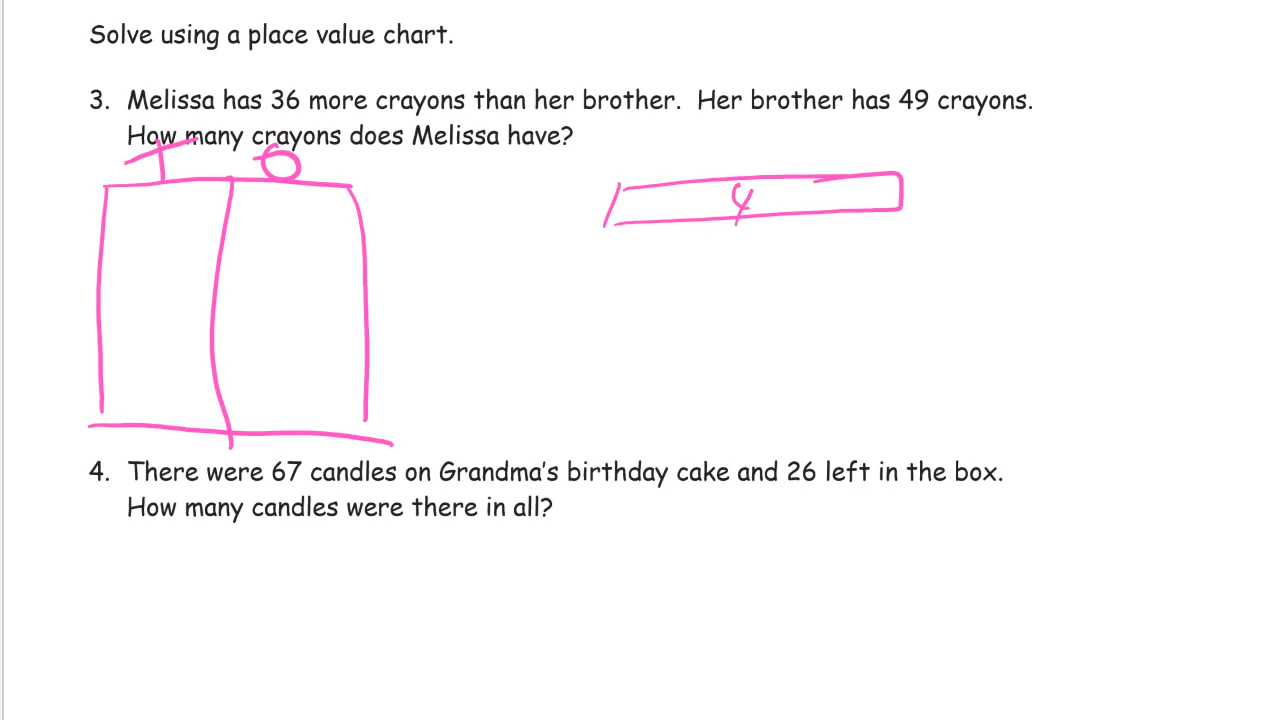 Solve using a place value chart.
3. Melissa has 36 more crayons than her brother. Her brother has 49 crayons.
How many crayons does Melissa have?
T O
4
4. There were 67 candles on Grandma's birthday cake and 26 left in the box.
How many candles were there in all?